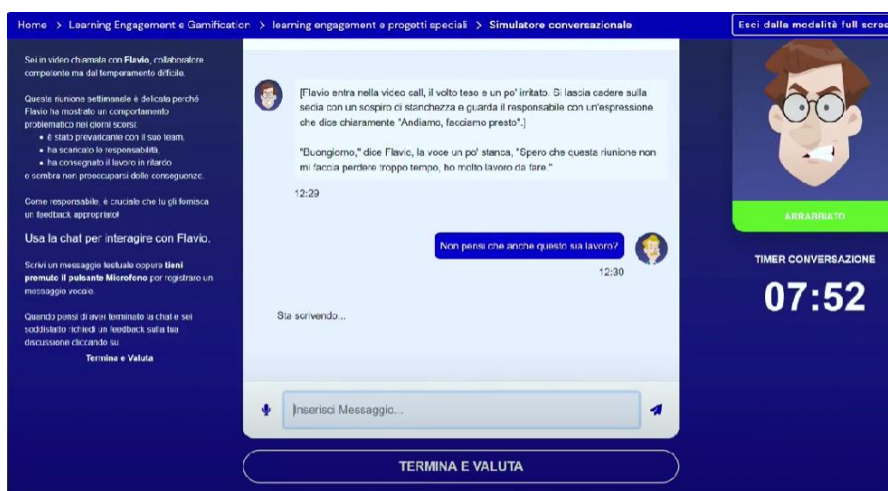 Home > Learning Engagement e Gamification > learning engagement e progetti speciali > Simulatore conversazionale
Esci dalla modalità full scree
Sei in video chiamata con Flavio, collaboratore
competente ma dal temperamento difficile.
Questa riunione settimanale è delicata perché
Flavio ha mostrato un comportamento
problematico nei giorni scorsi:
• è stato prevaricante con il suo team,
• ha scaricato le responsabilità,
• ha consegnato il lavoro in ritardo
e sembra non preoccuparsi delle conseguenze.
Come responsabile, è cruciale che tu gli fornisca
un feedback appropriato!
Usa la chat per interagire con Flavio.
Scrivi un messaggio testuale oppure tieni
premuto il pulsante Microfono per registrare un
messaggio vocale.
Quando pensi di aver terminato la chat e sei
soddisfatto richiedi un feedback sulla tua
discussione cliccando su
Termina e Valuta
[Flavio entra nella video call, il volto teso e un po' irritato. Si lascia cadere sulla
sedia con un sospiro di stanchezza e guarda il responsabile con un'espressione
che dice chiaramente "Andiamo, facciamo presto".]
"Buongiorno," dice Flavio, la voce un po' stanca, "Spero che questa riunione non
mi faccia perdere troppo tempo, ho molto lavoro da fare."
12:29
Non pensi che anche questo sia lavoro?
12:30
Sta scrivendo...
Inserisci Messaggio...
TERMINA E VALUTA
ARRABBIATO
TIMER CONVERSAZIONE
07:52